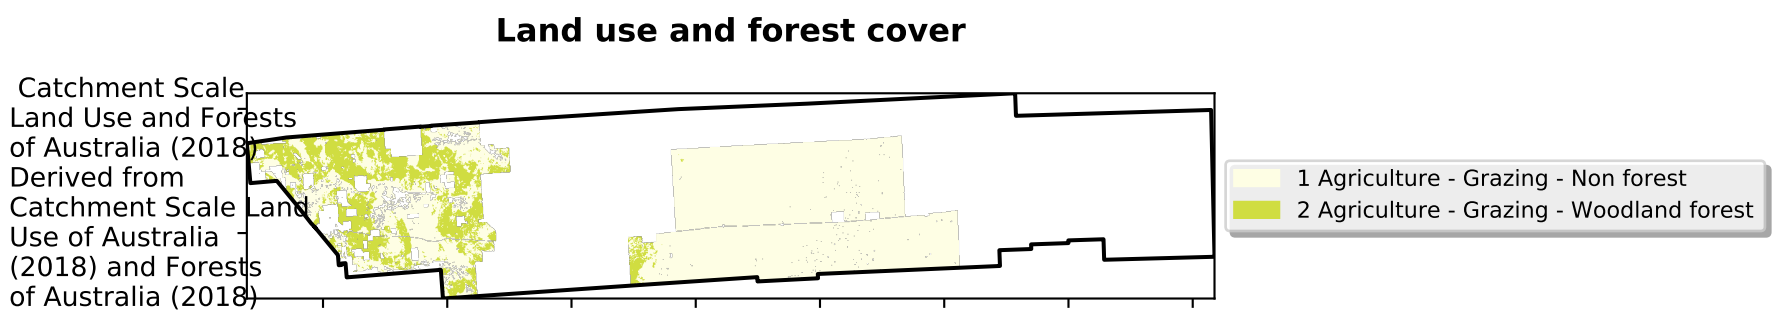 Land use and forest cover
Catchment Scale
Land Use and Forests
of Australia (2018)
Derived from
Catchment Scale Land
Use of Australia
(2018) and Forests
of Australia (2018)
1 Agriculture - Grazing - Non forest
2 Agriculture - Grazing - Woodland forest